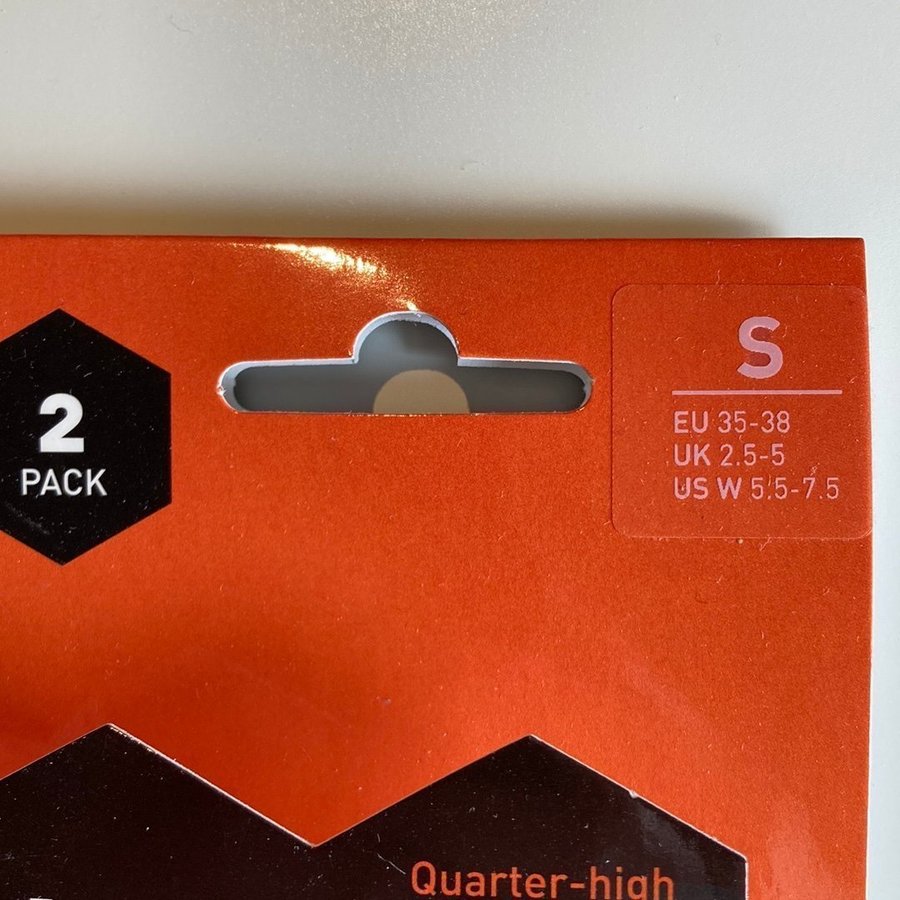 S
EU 35-38
UK 2.5-5
US W 5.5-7.5
2
PACK
Quarter-high